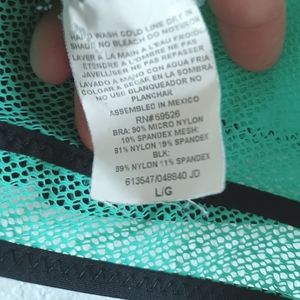 HAND WASH COLD LINE DRY IN
SHADE NO BLEACH DO NOT IRON
LAVER À LA MAIN A L'EAU FROIDE
ÉTENDRE A L'OMBRE NE PAS
JAVELLISER NE PAS REPASSER
LAVADO A MANO CON AGUA FRIA
COLGAR A SEGAR EN LA SOMBRA
NO USE BLANQUEADOR NO
PLANCHAR
ASSEMBLED IN MEXICO
RN#59526
BRA: 90% MICRO NYLON
10% SPANDEX MESH:
81% NYLON 19% SPANDEX
BLK:
89% NYLON 11% SPANDEX
613547/048840 JD
L/G